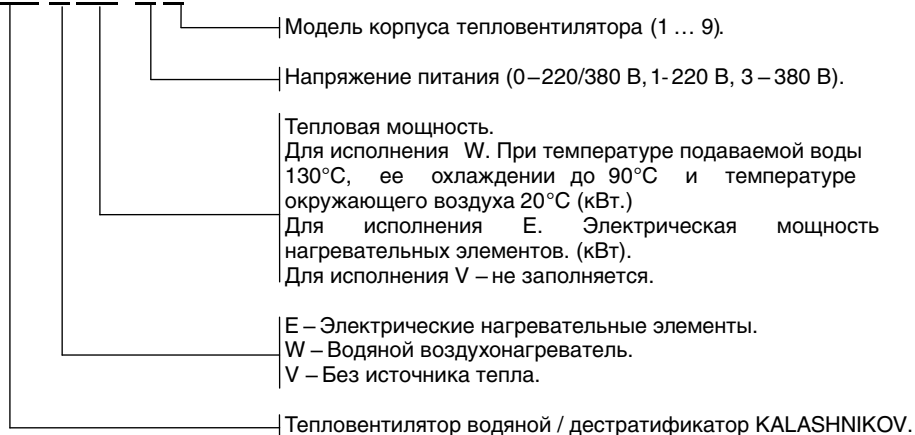 Модель корпуса тепловентилятора (1 … 9).
Напряжение питания (0–220/380 В, 1- 220 В, 3 – 380 В).
Тепловая мощность.
Для исполнения W. При температуре подаваемой воды
130°С, ее охлаждении до 90°С и температуре
окружающего воздуха 20°С (кВт.)
Для исполнения Е. Электрическая мощность
нагревательных элементов. (кВт).
Для исполнения V – не заполняется.
Е – Электрические нагревательные элементы.
W – Водяной воздухонагреватель.
V – Без источника тепла.
Тепловентилятор водяной / дестратификатор KALASHNIKOV.